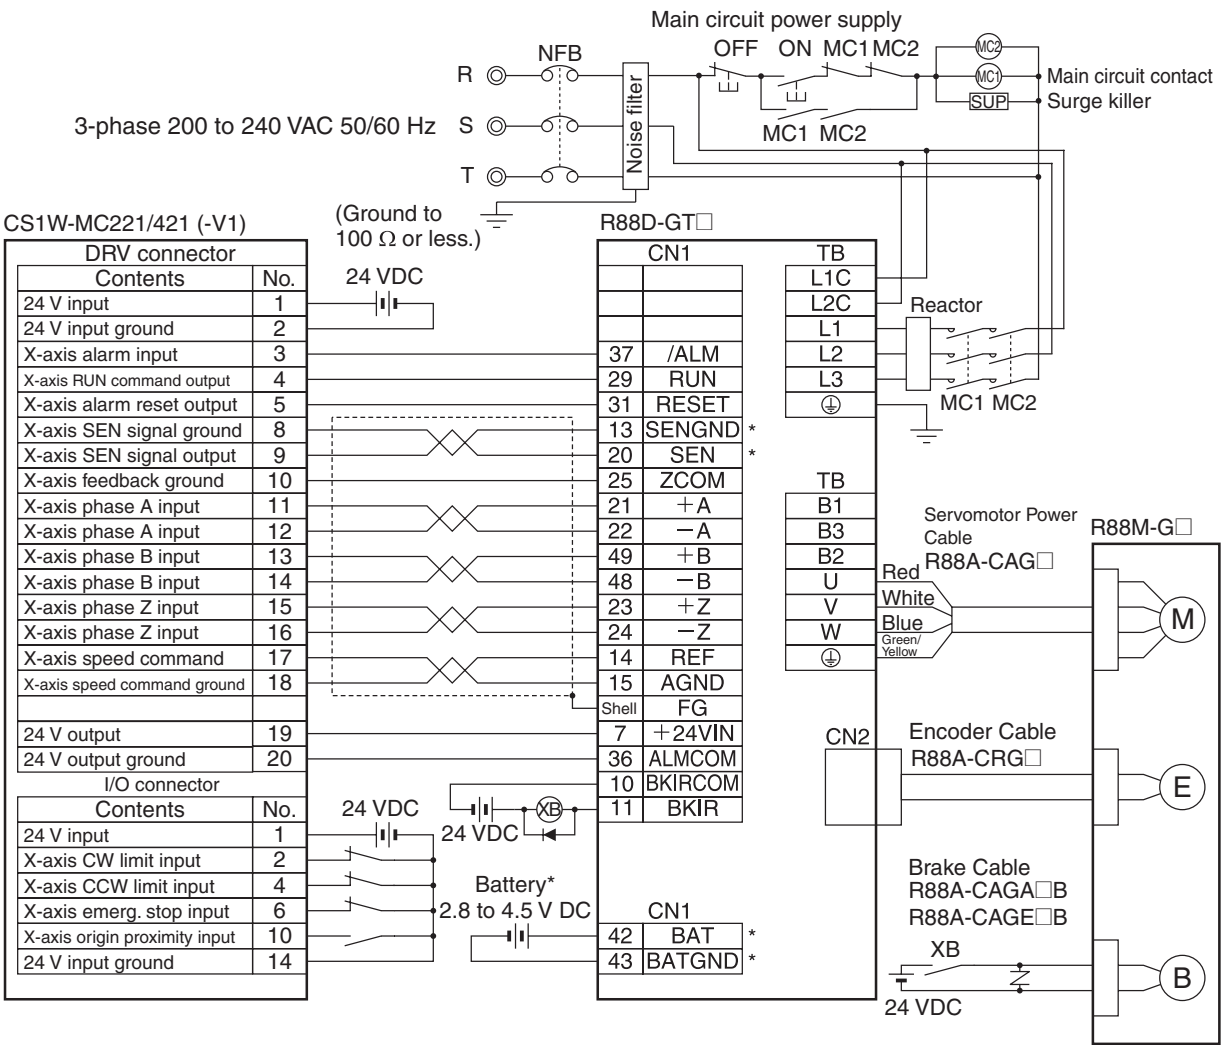 Main circuit power supply
OFF ON MC1 MC2
MC2
NFB
R
MC1
Main circuit contact
SUP
Surge killer
Noise filter
3-phase 200 to 240 VAC 50/60 Hz
S
MC1 MC2
T
CS1W-MC221/421 (-V1)
(Ground to
100 Ω or less.)
R88D-GT□
DRV connector
Contents No.
24 V input 1
24 V input ground 2
X-axis alarm input 3
X-axis RUN command output 4
X-axis alarm reset output 5
X-axis SEN signal ground 8
X-axis SEN signal output 9
X-axis feedback ground 10
X-axis phase A input 11
X-axis phase A input 12
X-axis phase B input 13
X-axis phase B input 14
X-axis phase Z input 15
X-axis phase Z input 16
X-axis speed command 17
X-axis speed command ground 18
24 V output 19
24 V output ground 20
I/O connector
Contents No.
24 V input 1
X-axis CW limit input 2
X-axis CCW limit input 4
X-axis emerg. stop input 6
X-axis origin proximity input 10
24 V input ground 14
24 VDC
24 VDC
24 VDC
XB
Battery*
2.8 to 4.5 V DC
CN1
37 /ALM
29 RUN
31 RESET
13 SENGND *
20 SEN *
25 ZCOM
21 +A
22 −A
49 +B
48 −B
23 +Z
24 −Z
14 REF
15 AGND
Shell FG
7 +24VIN
36 ALMCOM
10 BKIRCOM
11 BKIR
CN1
42 BAT *
43 BATGND *
TB
L1C
L2C
L1
L2
L3
Reactor
MC1 MC2
TB
B1
B3
B2
U
V
W
Red
White
Blue
Green/
Yellow
Servomotor Power
Cable
R88A-CAG□
R88M-G□
M
CN2
Encoder Cable
R88A-CRG□
E
Brake Cable
R88A-CAGA□B
R88A-CAGE□B
XB
24 VDC
B